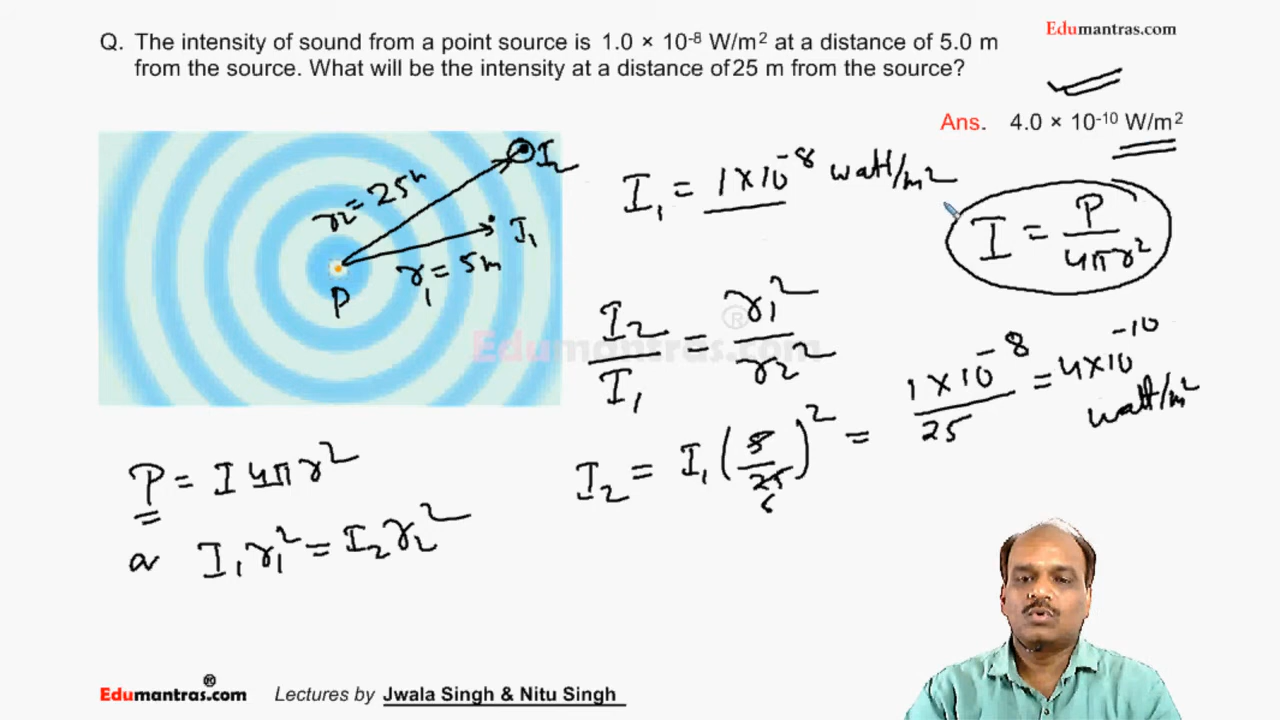 Edumantras.com
Q. The intensity of sound from a point source is 1.0 × 10⁻⁸ W/m² at a distance of 5.0 m
from the source. What will be the intensity at a distance of 25 m from the source?
Ans. 4.0 × 10⁻¹⁰ W/m²
I₂
r₂ = 25m
I₁
r₁ = 5m
P
I₁ = 1×10⁻⁸ watt/m²
I = P/4πr²
I₂/I₁ = r₁²/r₂²
Edumantras.com ®
I₂ = I₁ (5/25)² = 1×10⁻⁸/25 = 4×10⁻¹⁰
watt/m²
P = I 4π r²
I₁r₁² = I₂r₂²
Edumantras.com ® Lectures by Jwala Singh & Nitu Singh